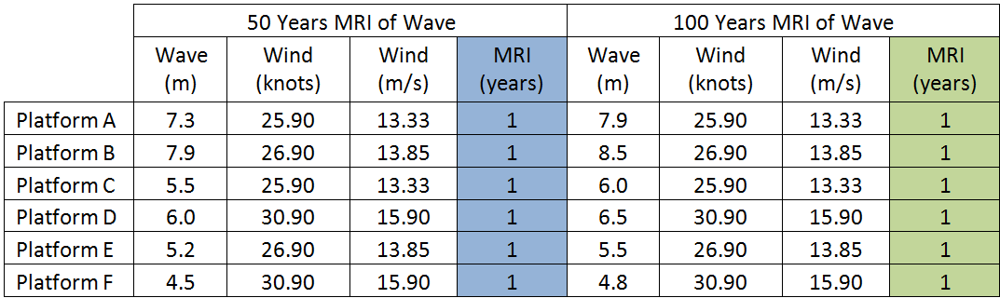 50 Years MRI of Wave 100 Years MRI of Wave
Wave Wind Wind MRI Wave Wind Wind MRI
(m) (knots) (m/s) (years) (m) (knots) (m/s) (years)
Platform A 7.3 25.90 13.33 1 7.9 25.90 13.33 1
Platform B 7.9 26.90 13.85 1 8.5 26.90 13.85 1
Platform C 5.5 25.90 13.33 1 6.0 25.90 13.33 1
Platform D 6.0 30.90 15.90 1 6.5 30.90 15.90 1
Platform E 5.2 26.90 13.85 1 5.5 26.90 13.85 1
Platform F 4.5 30.90 15.90 1 4.8 30.90 15.90 1